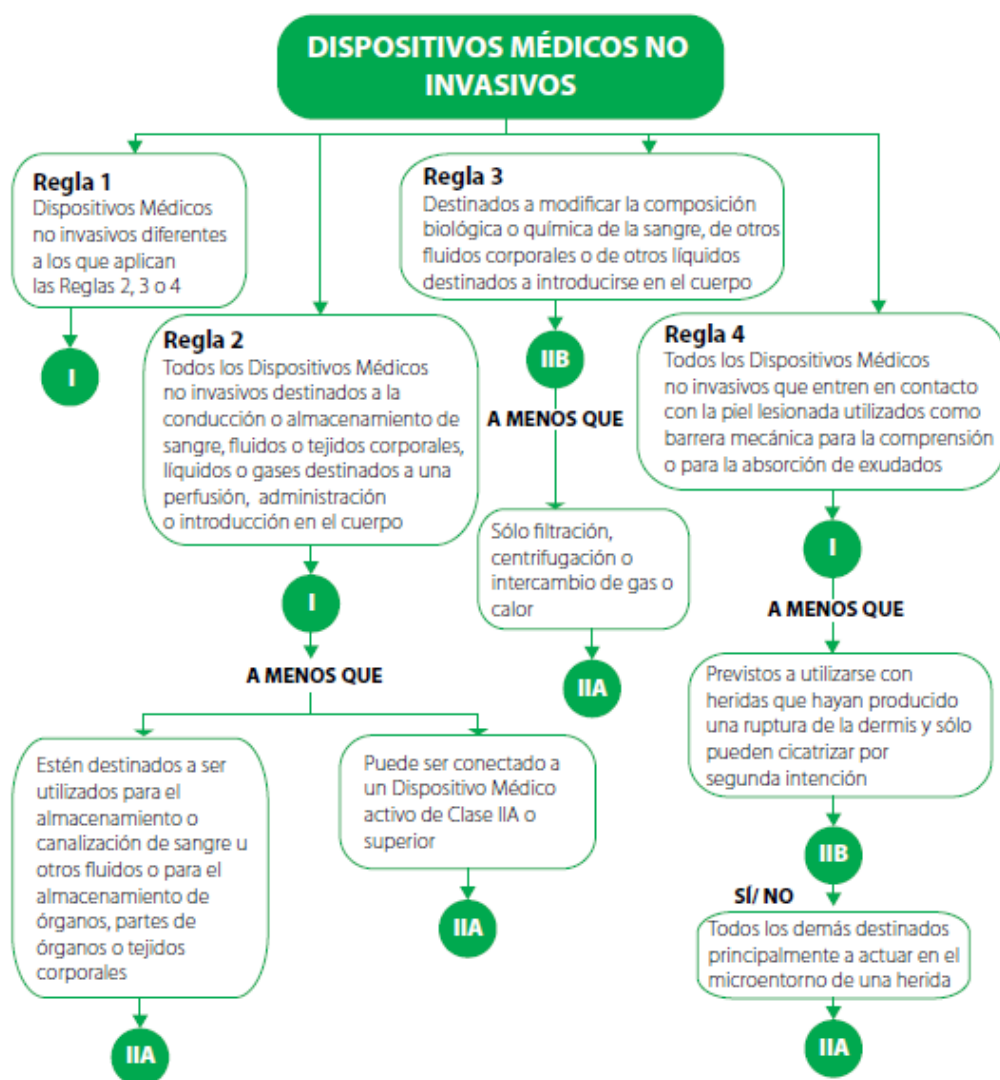 DISPOSITIVOS MÉDICOS NO
INVASIVOS
Regla 1
Dispositivos Médicos
no invasivos diferentes
a los que aplican
las Reglas 2, 3 o 4
I
Regla 2
Todos los Dispositivos Médicos
no invasivos destinados a la
conducción o almacenamiento de
sangre, fluidos o tejidos corporales,
líquidos o gases destinados a una
perfusión, administración
o introducción en el cuerpo
I
A MENOS QUE
Estén destinados a ser
utilizados para el
almacenamiento o
canalización de sangre u
otros fluidos o para el
almacenamiento de
órganos, partes de
órganos o tejidos
corporales
IIA
Puede ser conectado a
un Dispositivo Médico
activo de Clase IIA o
superior
IIA
Regla 3
Destinados a modificar la composición
biológica o química de la sangre, de otros
fluidos corporales o de otros líquidos
destinados a introducirse en el cuerpo
IIB
A MENOS QUE
Sólo filtración,
centrifugación o
intercambio de gas o
calor
IIA
Regla 4
Todos los Dispositivos Médicos
no invasivos que entren en contacto
con la piel lesionada utilizados como
barrera mecánica para la comprensión
o para la absorción de exudados
I
A MENOS QUE
Previstos a utilizarse con
heridas que hayan producido
una ruptura de la dermis y sólo
pueden cicatrizar por
segunda intención
IIB
SÍ/ NO
Todos los demás destinados
principalmente a actuar en el
microentorno de una herida
IIA